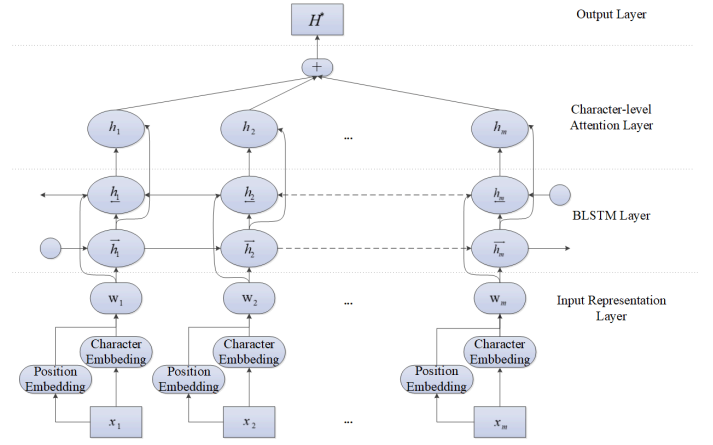 H*
Output Layer
+
Character-level
Attention Layer
h₁
h₂
...
hₘ
h₁
h₂
hₘ
BLSTM Layer
h₁
h₂
hₘ
Input Representation
Layer
w₁
w₂
...
wₘ
Character
Embbeding
Position
Embedding
Character
Embbeding
Position
Embedding
Character
Embbeding
Position
Embedding
x₁
x₂
...
xₘ